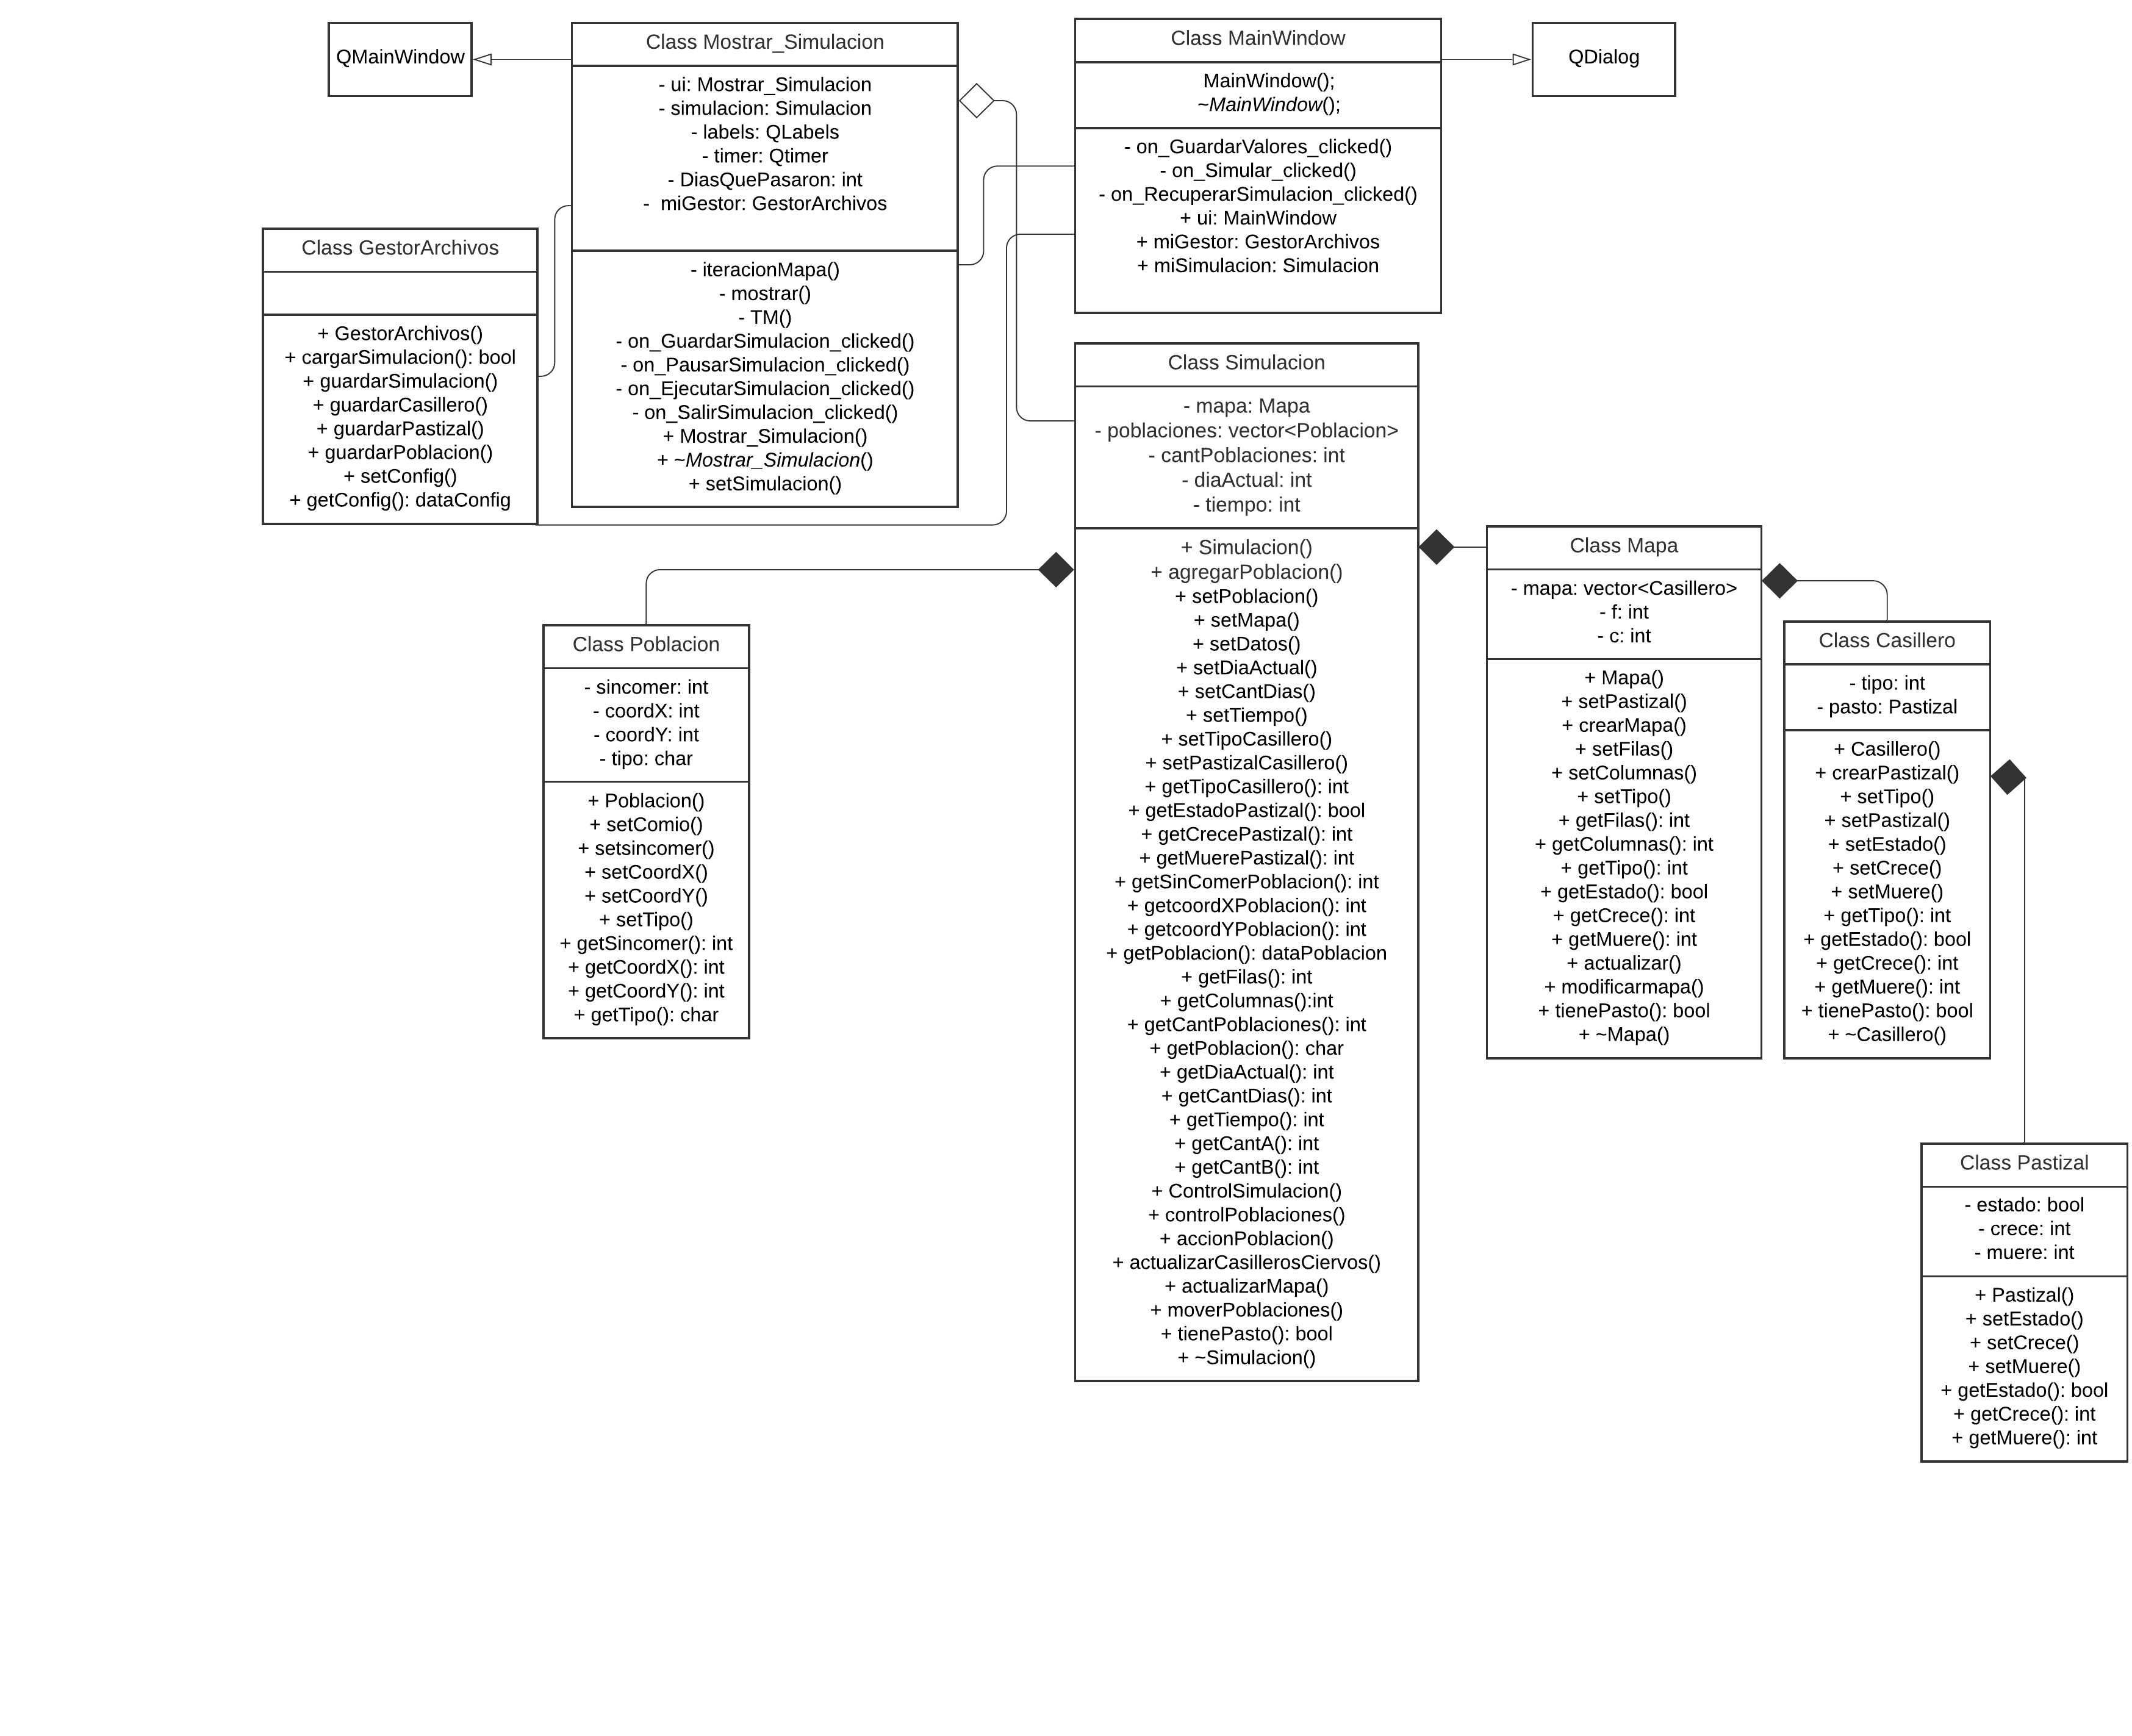 QMainWindow
Class Mostrar_Simulacion
- ui: Mostrar_Simulacion
- simulacion: Simulacion
- labels: QLabels
- timer: Qtimer
- DiasQuePasaron: int
-  miGestor: GestorArchivos
- iteracionMapa()
- mostrar()
- TM()
- on_GuardarSimulacion_clicked()
- on_PausarSimulacion_clicked()
- on_EjecutarSimulacion_clicked()
- on_SalirSimulacion_clicked()
+ Mostrar_Simulacion()
+ ~Mostrar_Simulacion()
+ setSimulacion()
Class MainWindow
MainWindow();
~MainWindow();
- on_GuardarValores_clicked()
- on_Simular_clicked()
- on_RecuperarSimulacion_clicked()
+ ui: MainWindow
+ miGestor: GestorArchivos
+ miSimulacion: Simulacion
QDialog
Class GestorArchivos
+ GestorArchivos()
+ cargarSimulacion(): bool
+ guardarSimulacion()
+ guardarCasillero()
+ guardarPastizal()
+ guardarPoblacion()
+ setConfig()
+ getConfig(): dataConfig
Class Simulacion
- mapa: Mapa
- poblaciones: vector<Poblacion>
- cantPoblaciones: int
- diaActual: int
- tiempo: int
+ Simulacion()
+ agregarPoblacion()
+ setPoblacion()
+ setMapa()
+ setDatos()
+ setDiaActual()
+ setCantDias()
+ setTiempo()
+ setTipoCasillero()
+ setPastizalCasillero()
+ getTipoCasillero(): int
+ getEstadoPastizal(): bool
+ getCrecePastizal(): int
+ getMuerePastizal(): int
+ getSinComerPoblacion(): int
+ getcoordXPoblacion(): int
+ getcoordYPoblacion(): int
+ getPoblacion(): dataPoblacion
+ getFilas(): int
+ getColumnas():int
+ getCantPoblaciones(): int
+ getPoblacion(): char
+ getDiaActual(): int
+ getCantDias(): int
+ getTiempo(): int
+ getCantA(): int
+ getCantB(): int
+ ControlSimulacion()
+ controlPoblaciones()
+ accionPoblacion()
+ actualizarCasillerosCiervos()
+ actualizarMapa()
+ moverPoblaciones()
+ tienePasto(): bool
+ ~Simulacion()
Class Poblacion
- sincomer: int
- coordX: int
- coordY: int
- tipo: char
+ Poblacion()
+ setComio()
+ setsincomer()
+ setCoordX()
+ setCoordY()
+ setTipo()
+ getSincomer(): int
+ getCoordX(): int
+ getCoordY(): int
+ getTipo(): char
Class Mapa
- mapa: vector<Casillero>
- f: int
- c: int
+ Mapa()
+ setPastizal()
+ crearMapa()
+ setFilas()
+ setColumnas()
+ setTipo()
+ getFilas(): int
+ getColumnas(): int
+ getTipo(): int
+ getEstado(): bool
+ getCrece(): int
+ getMuere(): int
+ actualizar()
+ modificarmapa()
+ tienePasto(): bool
+ ~Mapa()
Class Casillero
- tipo: int
- pasto: Pastizal
+ Casillero()
+ crearPastizal()
+ setTipo()
+ setPastizal()
+ setEstado()
+ setCrece()
+ setMuere()
+ getTipo(): int
+ getEstado(): bool
+ getCrece(): int
+ getMuere(): int
+ tienePasto(): bool
+ ~Casillero()
Class Pastizal
- estado: bool
- crece: int
- muere: int
+ Pastizal()
+ setEstado()
+ setCrece()
+ setMuere()
+ getEstado(): bool
+ getCrece(): int
+ getMuere(): int